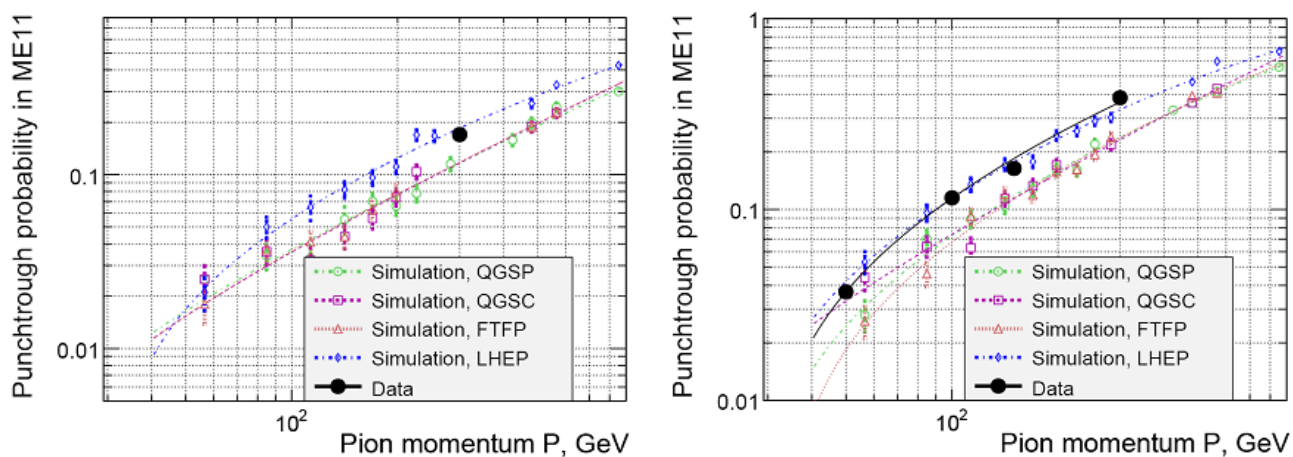 Punchtrough probability in ME11
0.1
0.01
Simulation, QGSP
Simulation, QGSC
Simulation, FTFP
Simulation, LHEP
Data
10²
Pion momentum P, GeV
Punchtrough probability in ME11
1
0.1
0.01
Simulation, QGSP
Simulation, QGSC
Simulation, FTFP
Simulation, LHEP
Data
10²
Pion momentum P, GeV